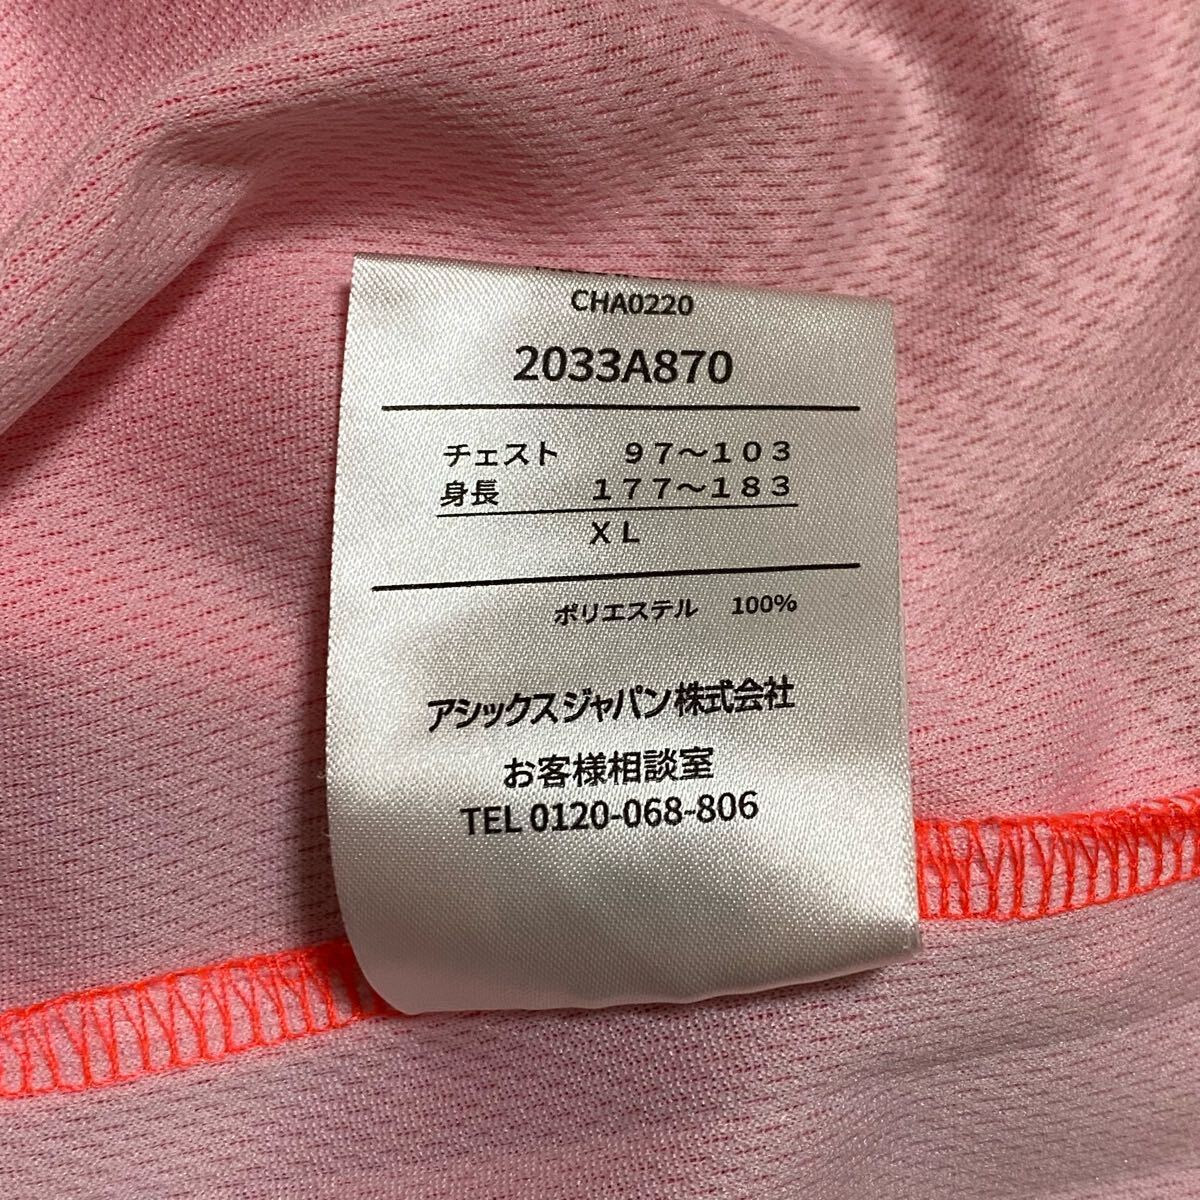 CHA0220
2033A870
チェスト 97～103
身長 177～183
XL
ポリエステル 100%
アシックスジャパン株式会社
お客様相談室
TEL 0120-068-806